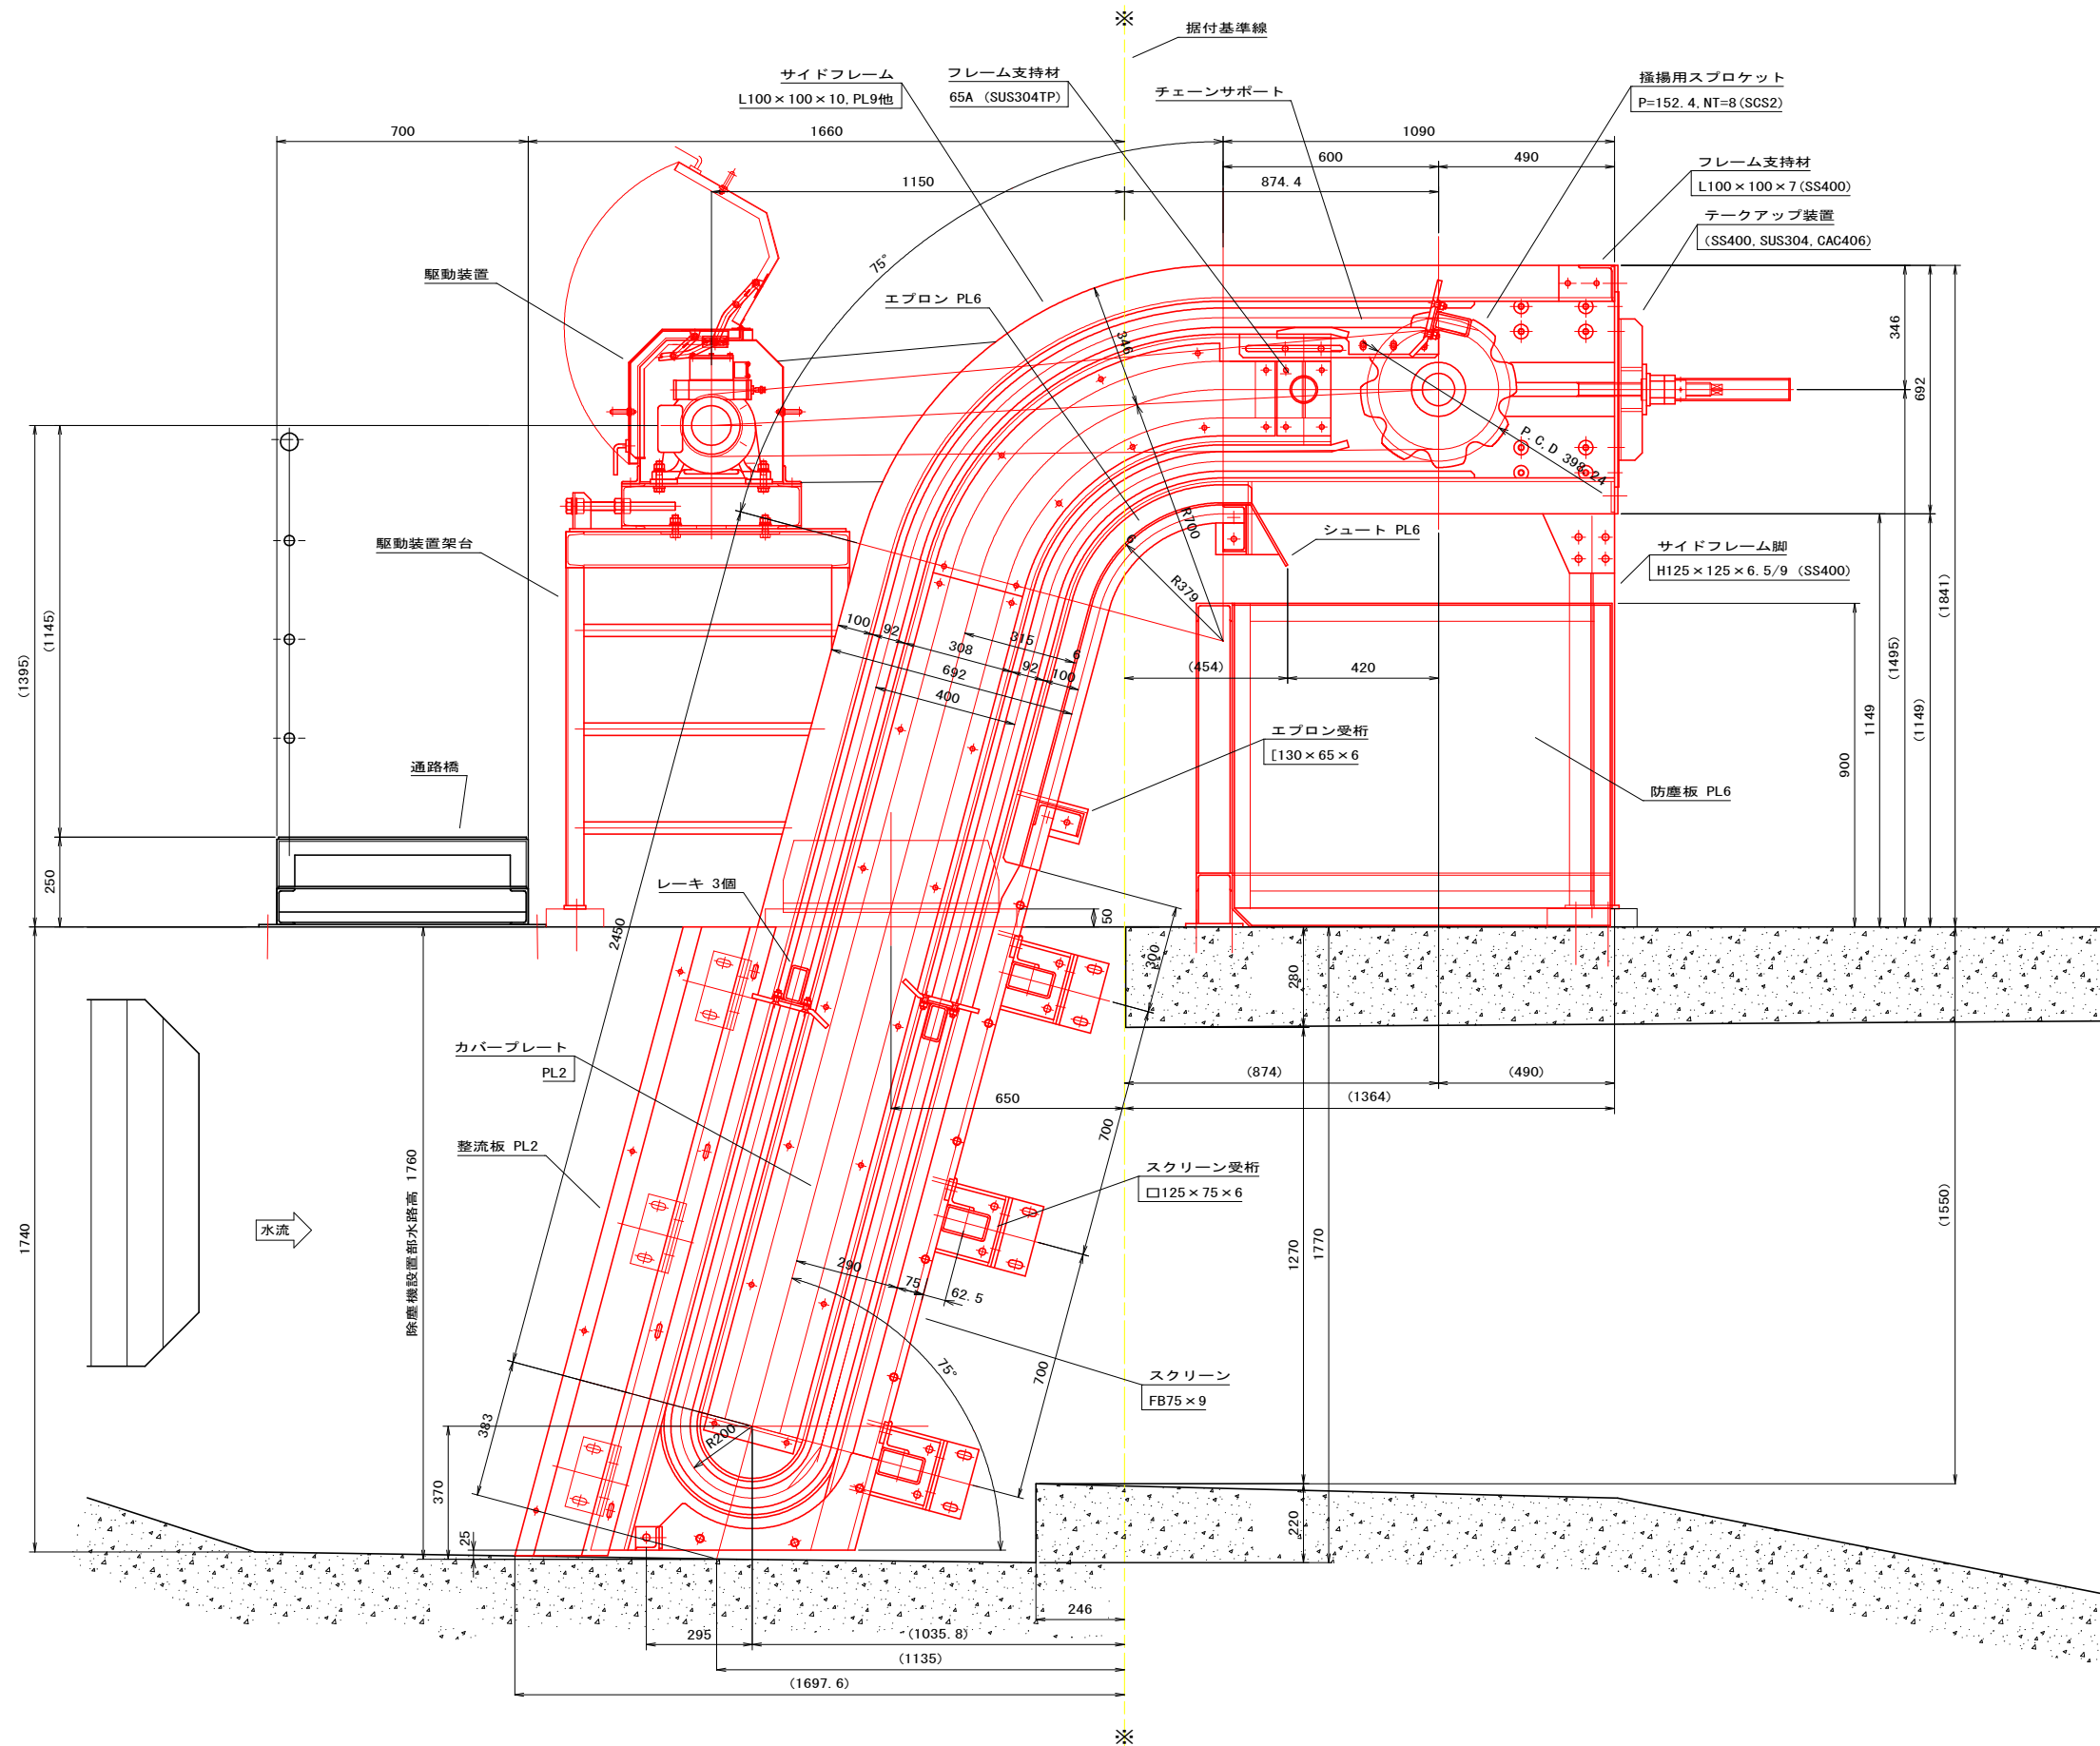 ※
据付基準線
サイドフレーム
L100×100×10, PL9他
フレーム支持材
65A (SUS304TP)
チェーンサポート
掻揚用スプロケット
P=152.4, NT=8(SCS2)
700
1660
1090
600
490
フレーム支持材
L100×100×7(SS400)
1150
874.4
テークアップ装置
(SS400, SUS304, CAC406)
75°
駆動装置
エプロン PL6
346
346
692
P.C.D 398.24
R700
シュート PL6
駆動装置架台
サイドフレーム脚
H125×125×6.5/9 (SS400)
6
R379
(1395)
(1145)
100
92
308
315
6
692
92
100
400
(454)
420
(1841)
(1495)
(1149)
1149
900
エプロン受桁
[130×65×6
通路橋
防塵板 PL6
250
レーキ 3個
50
2450
300
280
カバープレート
PL2
(874)
(490)
650
(1364)
700
整流板 PL2
除塵機設置部水路高 1760
スクリーン受桁
□125×75×6
水流
1740
1270
1770
(1550)
290
75
62.5
75°
700
スクリーン
FB75×9
383
R200
370
25
220
246
295
(1035.8)
(1135)
(1697.6)
※